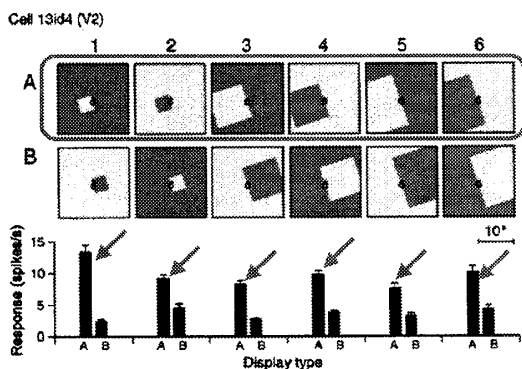 Cell 13id4 (V2)
1 2 3 4 5 6
A
B
10°
15
10
5
0
Response (spikes/s)
A B A B A B A B A B A B
Display type